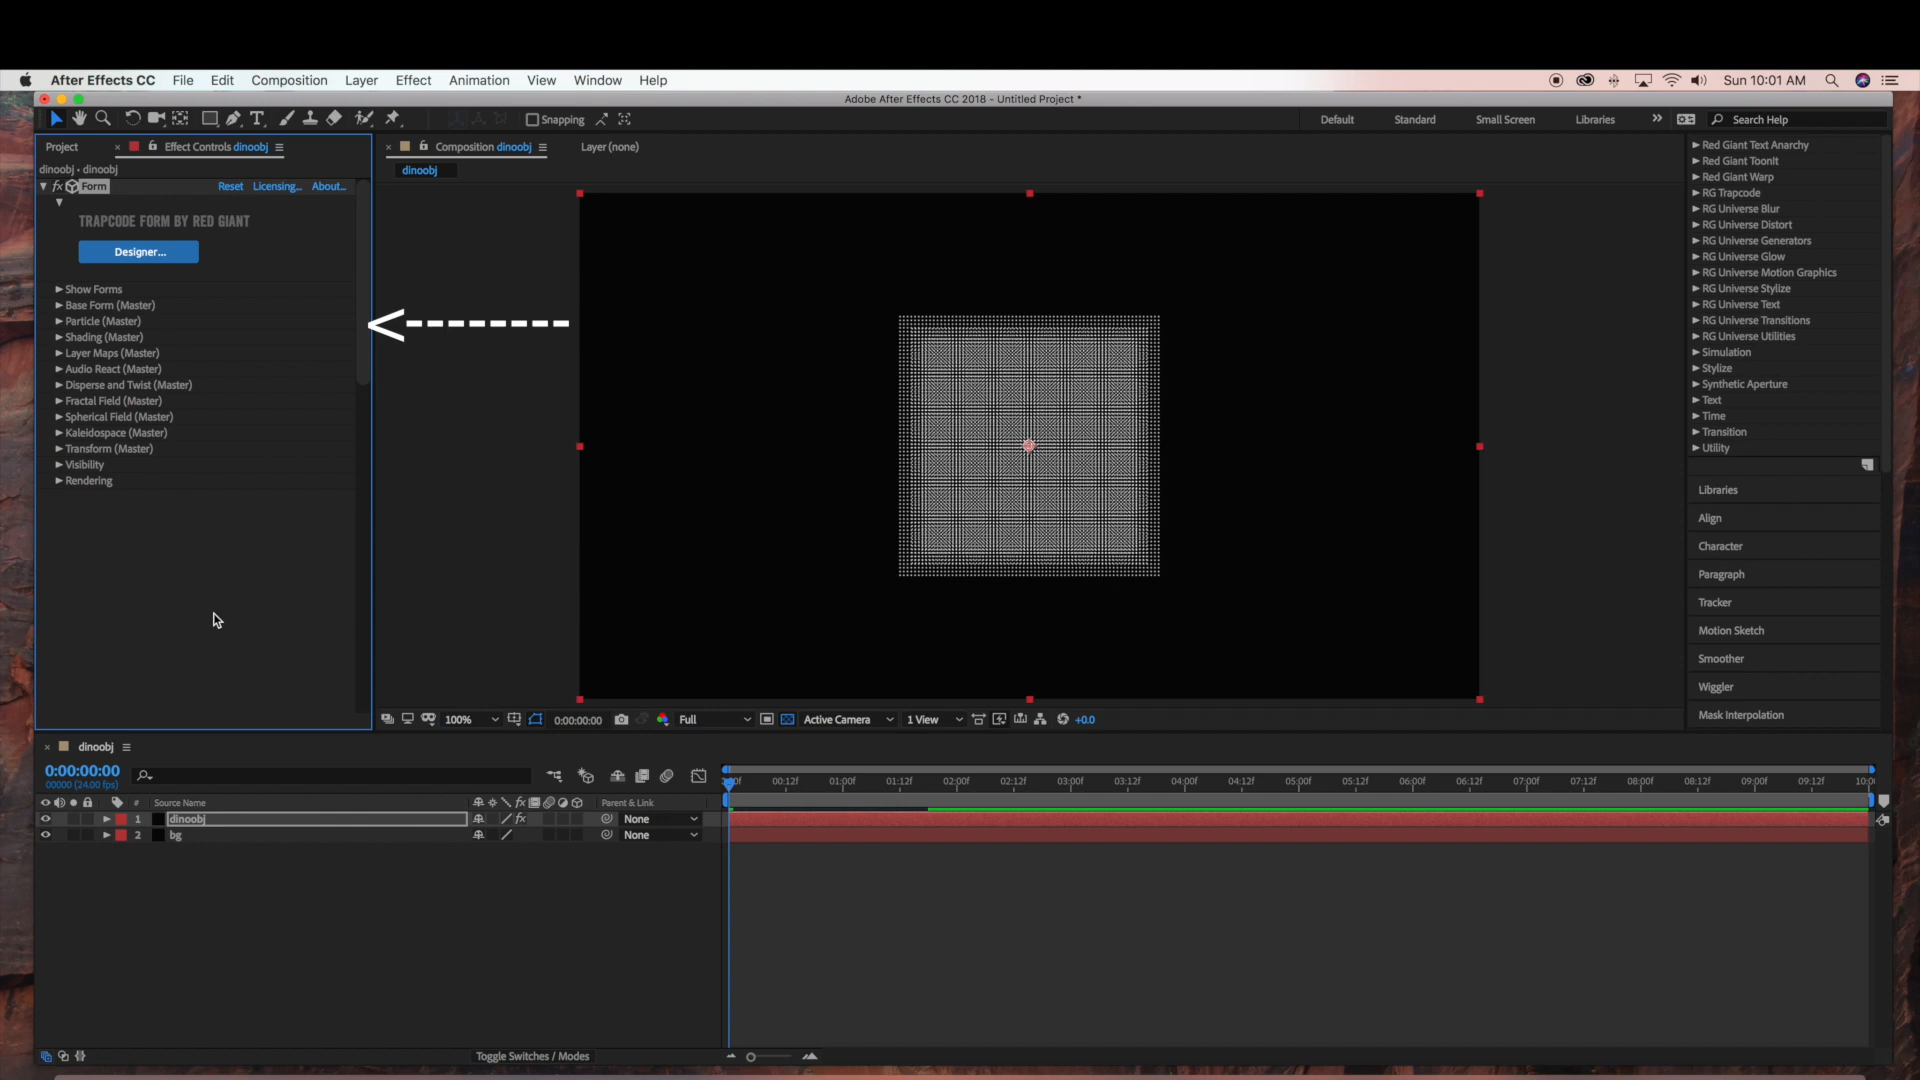 After Effects CC File Edit Composition Layer Effect Animation View Window Help Sun 10:01 AM
Adobe After Effects CC 2018 - Untitled Project *
Snapping Default Standard Small Screen Libraries Search Help
Project Effect Controls dinoobj Composition dinoobj Layer (none)
dinoobj • dinoobj
dinoobj
fx Form Reset Licensing... About...
TRAPCODE FORM BY RED GIANT
Designer...
Show Forms
Base Form (Master)
Particle (Master)
Shading (Master)
Layer Maps (Master)
Audio React (Master)
Disperse and Twist (Master)
Fractal Field (Master)
Spherical Field (Master)
Kaleidospace (Master)
Transform (Master)
Visibility
Rendering
Red Giant Text Anarchy
Red Giant ToonIt
Red Giant Warp
RG Trapcode
RG Universe Blur
RG Universe Distort
RG Universe Generators
RG Universe Glow
RG Universe Motion Graphics
RG Universe Stylize
RG Universe Text
RG Universe Transitions
RG Universe Utilities
Simulation
Stylize
Synthetic Aperture
Text
Time
Transition
Utility
Libraries
Align
Character
Paragraph
Tracker
Motion Sketch
Smoother
Wiggler
Mask Interpolation
100% 0:00:00:00 Full Active Camera 1 View +0.0
dinoobj
0:00:00:00
00000 (24.00 fps)
00:12f 01:00f 01:12f 02:00f 02:12f 03:00f 03:12f 04:00f 04:12f 05:00f 05:12f 06:00f 06:12f 07:00f 07:12f 08:00f 08:12f 09:00f 09:12f
# Source Name fx Parent & Link
1 dinoobj fx None
2 bg None
Toggle Switches / Modes